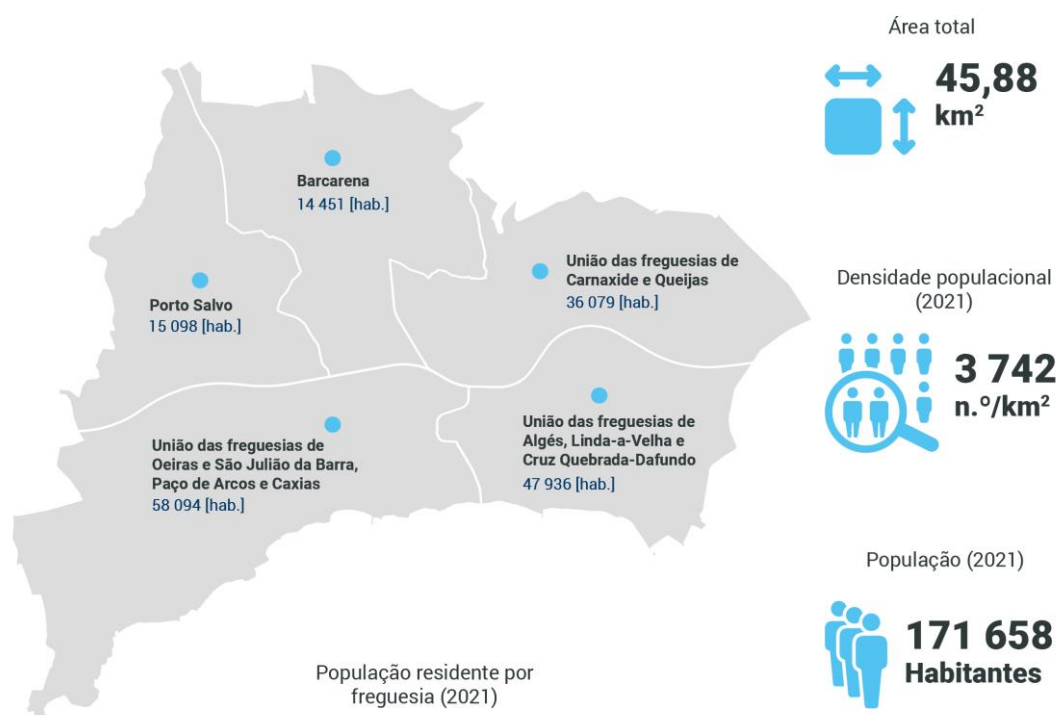 Área total
45,88
km²
Barcarena
14 451 [hab.]
União das freguesias de
Carnaxide e Queijas
36 079 [hab.]
Porto Salvo
15 098 [hab.]
Densidade populacional
(2021)
3 742
n.º/km²
União das freguesias de
Oeiras e São Julião da Barra,
Paço de Arcos e Caxias
58 094 [hab.]
União das freguesias de
Algés, Linda-a-Velha e
Cruz Quebrada-Dafundo
47 936 [hab.]
População (2021)
171 658
Habitantes
População residente por
freguesia (2021)